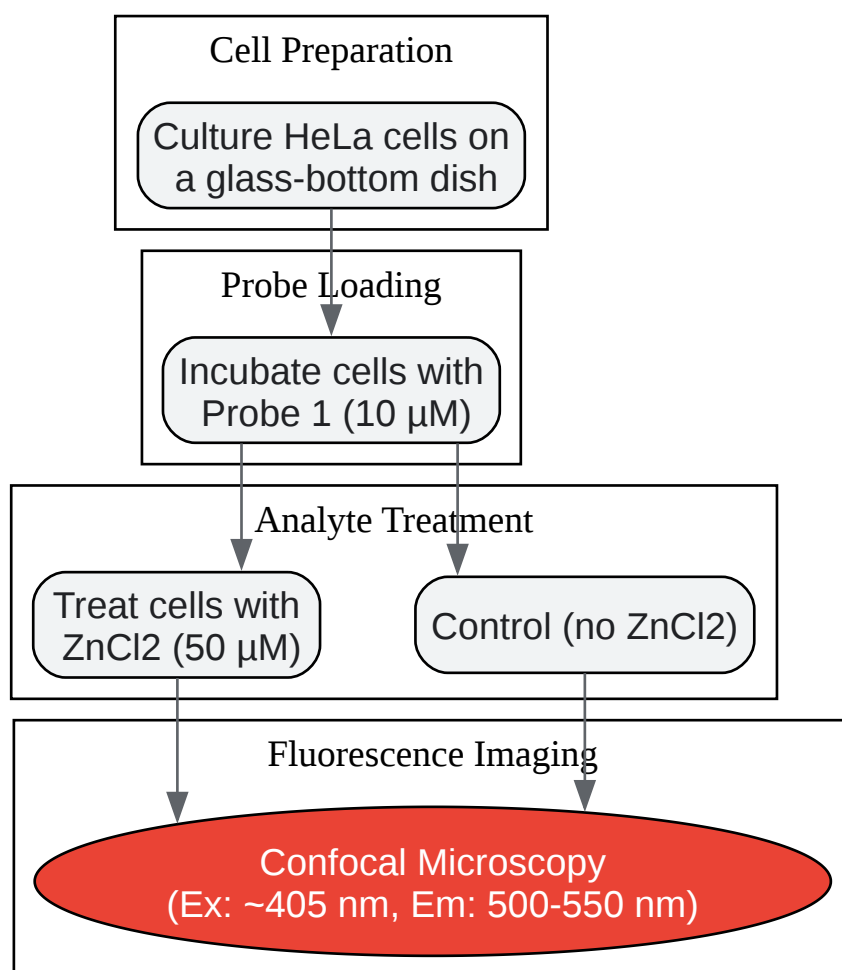 Cell Preparation
Culture HeLa cells on
a glass-bottom dish
Probe Loading
Incubate cells with
Probe 1 (10 µM)
Analyte Treatment
Treat cells with
ZnCl2 (50 µM)
Control (no ZnCl2)
Fluorescence Imaging
Confocal Microscopy
(Ex: ~405 nm, Em: 500-550 nm)